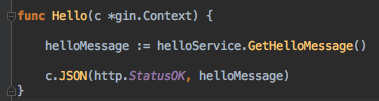 func Hello(c *gin.Context) {
helloMessage := helloService.GetHelloMessage()
c.JSON(http.StatusOK, helloMessage)
}